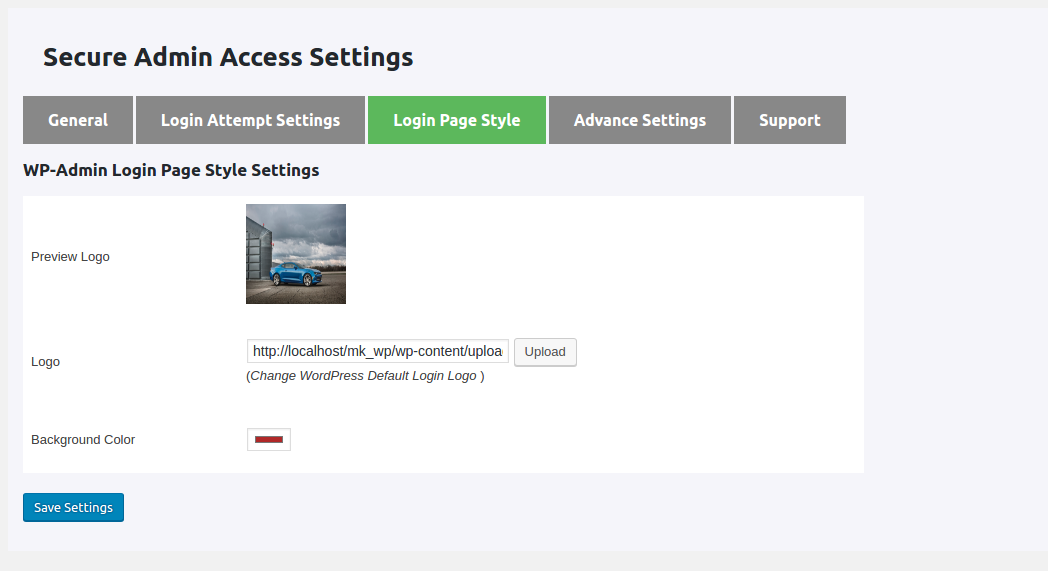 Secure Admin Access Settings
General Login Attempt Settings Login Page Style Advance Settings Support
WP-Admin Login Page Style Settings
Preview Logo
Logo http://localhost/mk_wp/wp-content/uploa Upload
(Change WordPress Default Login Logo )
Background Color
Save Settings